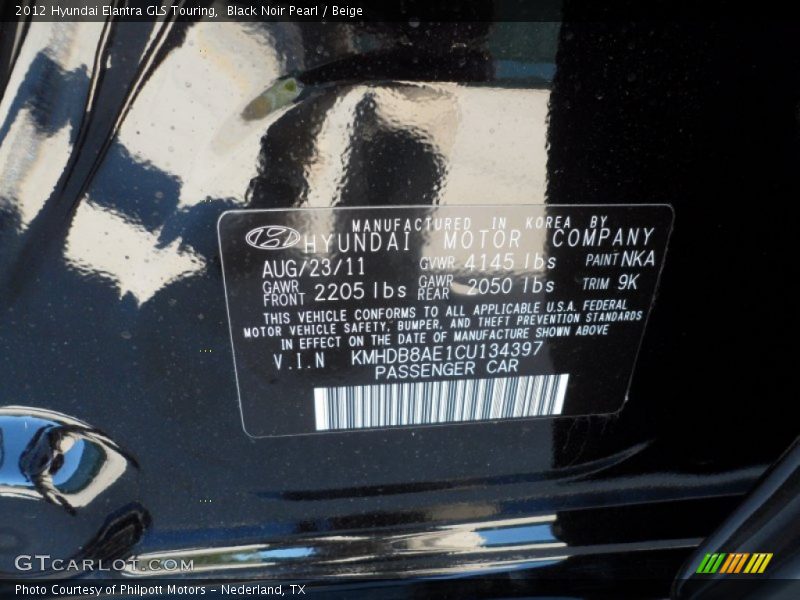 2012 Hyundai Elantra GLS Touring,  Black Noir Pearl / Beige
MANUFACTURED IN KOREA BY
HYUNDAI MOTOR COMPANY
AUG/23/11 GVWR 4145 lbs PAINT NKA
GAWR FRONT 2205 lbs GAWR REAR 2050 lbs TRIM 9K
THIS VEHICLE CONFORMS TO ALL APPLICABLE U.S.A. FEDERAL
MOTOR VEHICLE SAFETY, BUMPER, AND THEFT PREVENTION STANDARDS
IN EFFECT ON THE DATE OF MANUFACTURE SHOWN ABOVE
V.I.N KMHDB8AE1CU134397
PASSENGER CAR
GTCARLOT.COM
Photo Courtesy of Philpott Motors - Nederland, TX